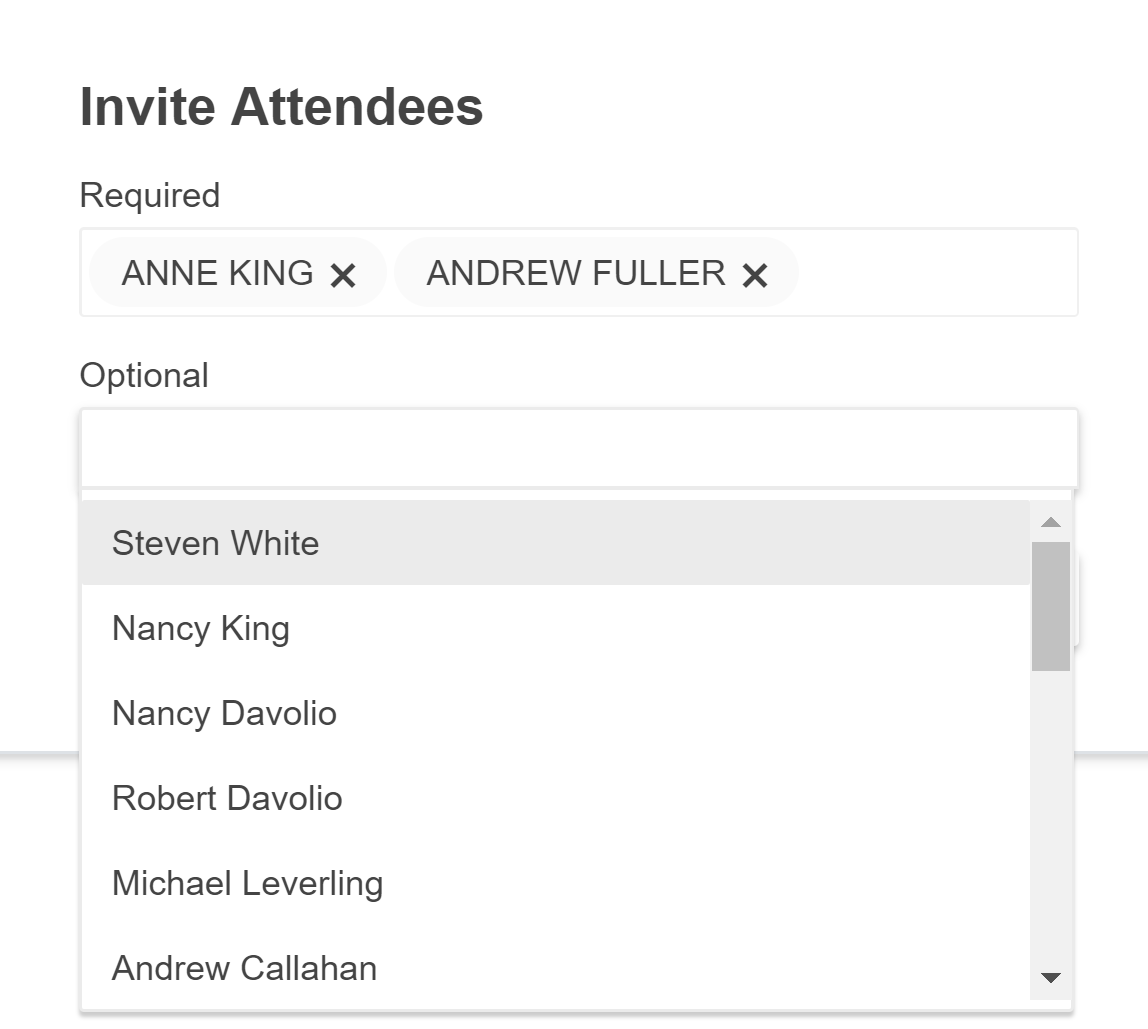 Invite Attendees
Required
ANNE KING ANDREW FULLER
Optional
Steven White
Nancy King
Nancy Davolio
Robert Davolio
Michael Leverling
Andrew Callahan